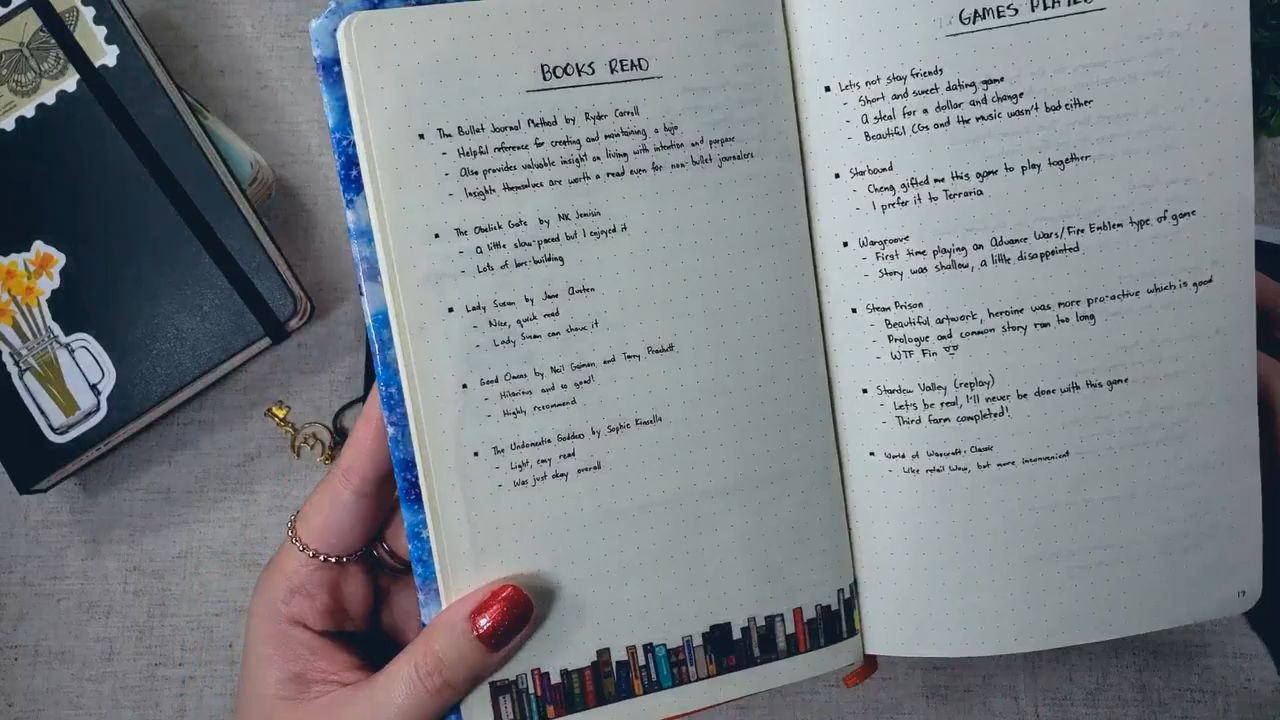 BOOKS READ
The Bullet Journal Method by Ryder Carroll
- Helpful reference for creating and maintaining a bujo
- Also provides valuable insight on living with intention and purpose
- Insights themselves are worth a read even for non-bullet journalers
The Obelisk Gate by NK Jemisin
- A little slow-paced but I enjoyed it
- Lots of lore-building
Lady Susan by Jane Austen
- Nice, quick read
- Lady Susan can shove it
Good Omens by Neil Gaiman and Terry Pratchett
- Hilarious and so good!
- Highly recommend
The Undomestic Goddess by Sophie Kinsella
- Light, easy read
- Was just okay overall
GAMES PLAYED
Let's not stay friends
- Short and sweet dating game
- A steal for a dollar and change
- Beautiful CGs and the music wasn't bad either
Starbound
- Cheng gifted me this game to play together
- I prefer it to Terraria
Wargroove
- First time playing an Advance Wars/Fire Emblem type of game
- Story was shallow, a little disappointed
Steam Prison
- Beautiful artwork, heroine was more pro-active which is good
- Prologue and common story ran too long
- WTF Fin
Stardew Valley (replay)
- Let's be real, I'll never be done with this game
- Third farm completed!
World of Warcraft: Classic
- Like retail WoW, but more inconvenient
17